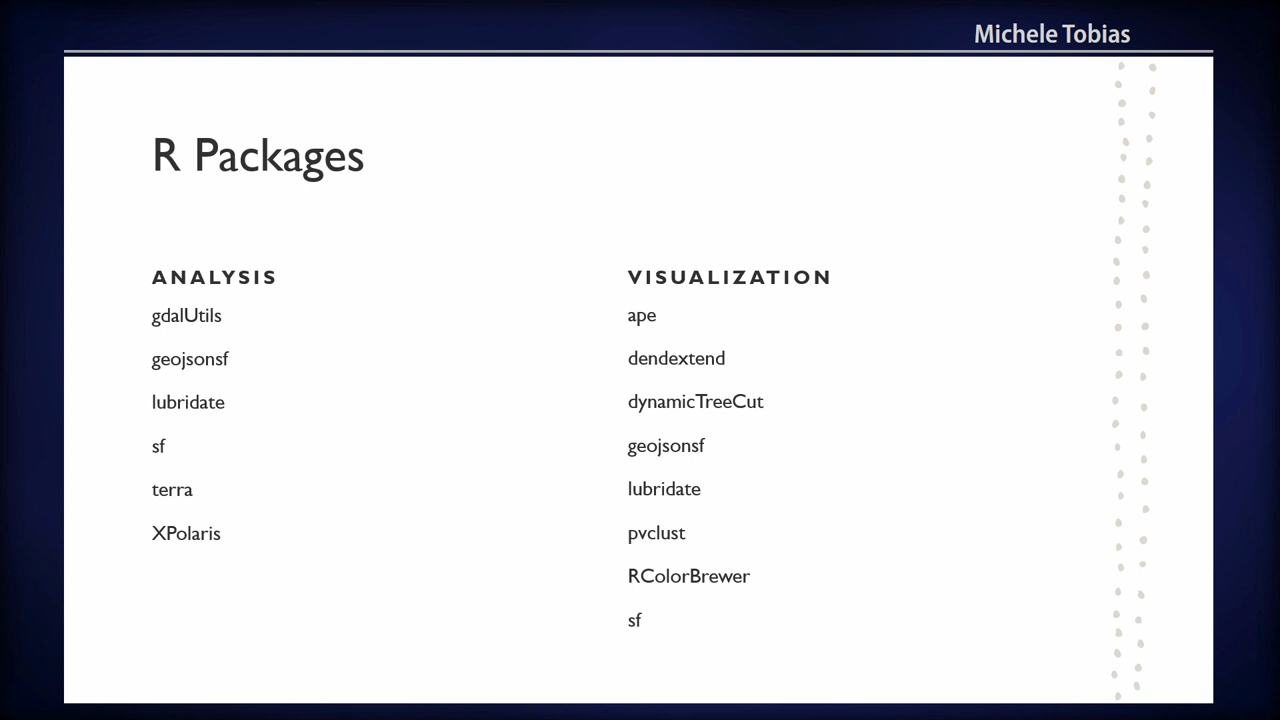 Michele Tobias
R Packages
ANALYSIS
gdalUtils
geojsonsf
lubridate
sf
terra
XPolaris
VISUALIZATION
ape
dendextend
dynamicTreeCut
geojsonsf
lubridate
pvclust
RColorBrewer
sf